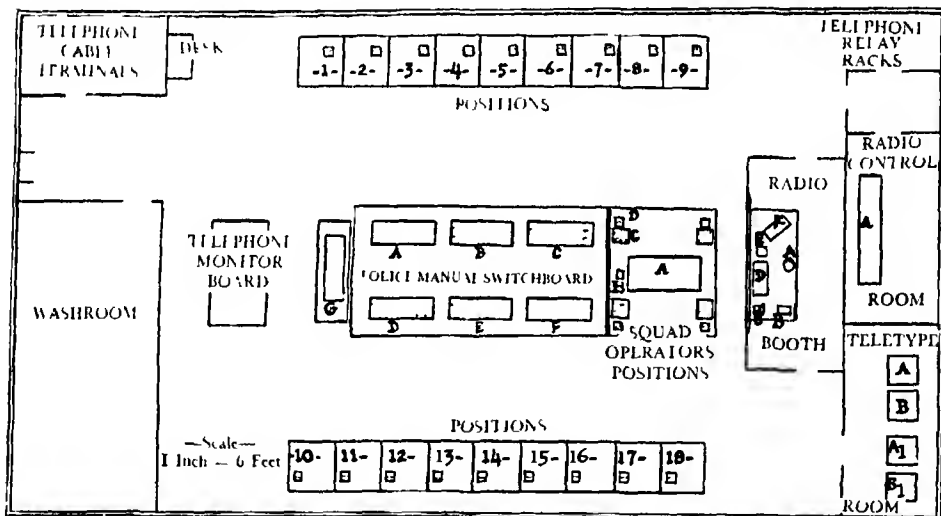 TELEPHONE
CABLE
TERMINALS
DESK
-1- -2- -3- -4- -5- -6- -7- -8- -9-
POSITIONS
TELEPHONE
RELAY
RACKS
RADIO
CONTROL
A
ROOM
RADIO
A
D
BOOTH
TELEPHONE
MONITOR
BOARD
G
A B C
POLICE MANUAL SWITCHBOARD
D E F
D
C
A
B
SQUAD
OPERATORS
POSITIONS
WASHROOM
TELETYPE
A
B
A1
B1
ROOM
—Scale—
1 Inch — 6 Feet
POSITIONS
-10- 11- 12- 13- 14- 15- 16- 17- 18-